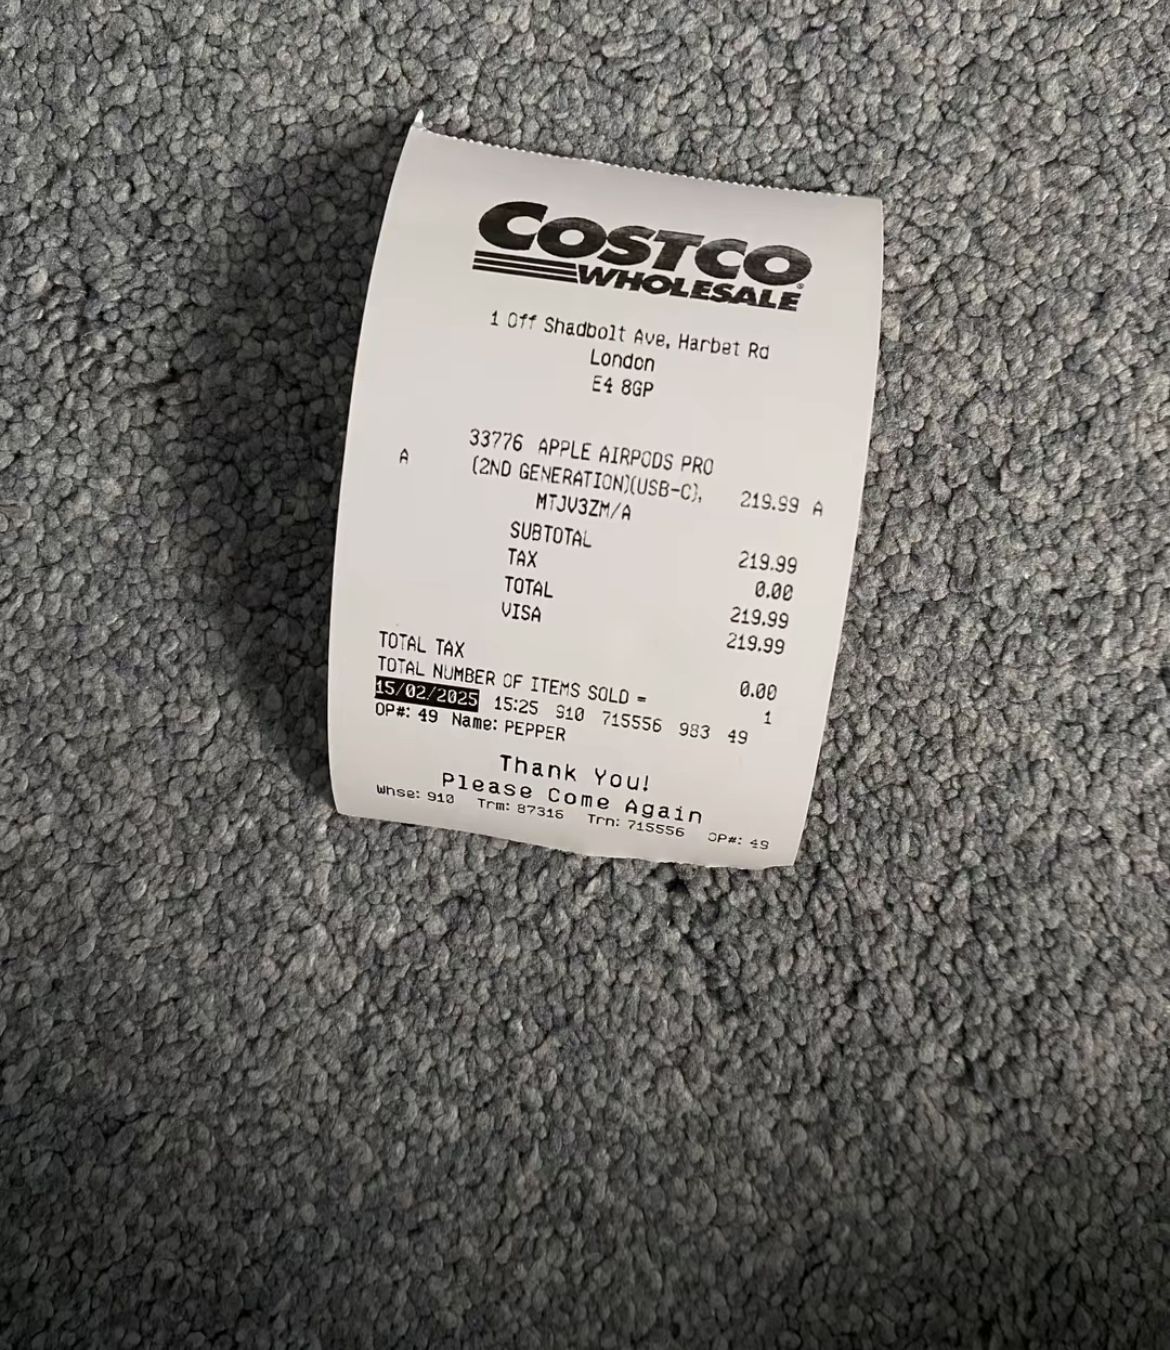 COSTCO
WHOLESALE
1 Off Shadbolt Ave, Harbet Rd
London
E4 8GP
33776 APPLE AIRPODS PRO
A (2ND GENERATION)(USB-C), 219.99 A
MTJV3ZM/A
SUBTOTAL 219.99
TAX 0.00
TOTAL 219.99
VISA 219.99
TOTAL TAX 0.00
TOTAL NUMBER OF ITEMS SOLD = 1
15/02/2025 15:25 910 715556 983 49
OP#: 49 Name: PEPPER
Thank You!
Please Come Again
Whse: 910 Trm: 87316 Trn: 715556 OP#: 49